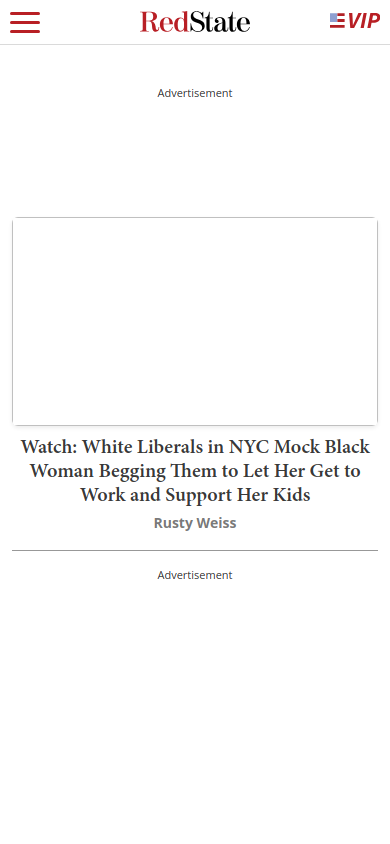 RedState
VIP
Advertisement
Watch: White Liberals in NYC Mock Black
Woman Begging Them to Let Her Get to
Work and Support Her Kids
Rusty Weiss
Advertisement